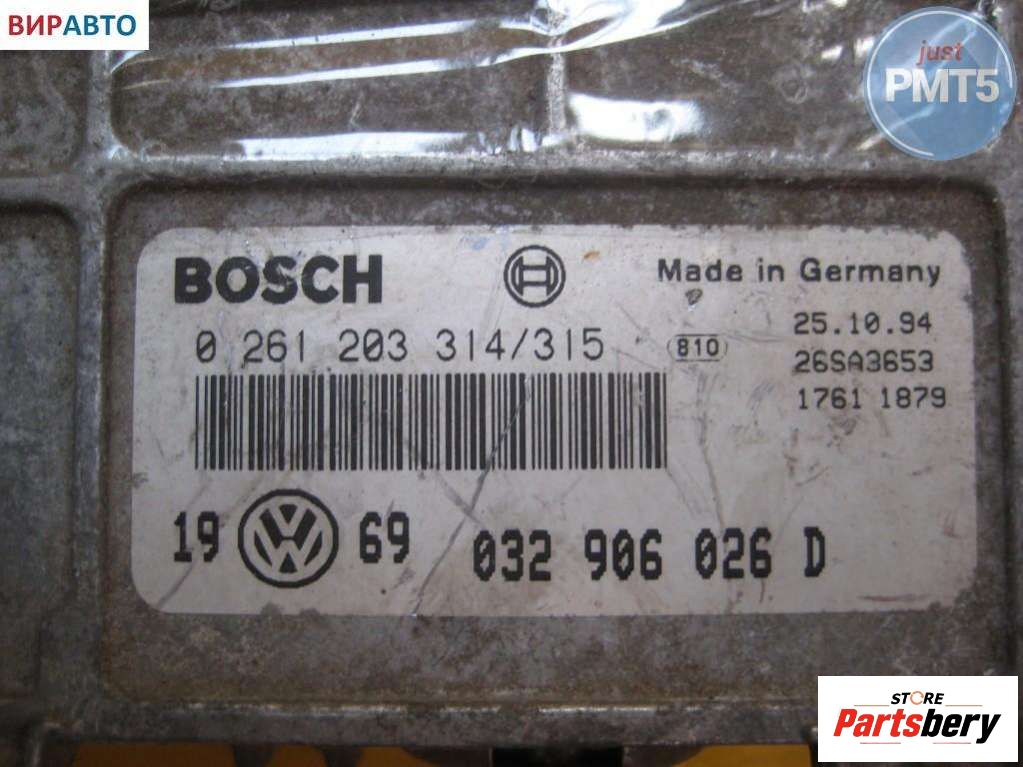 ВИРАВТО
just
PMT5
BOSCH
Made in Germany
0 261 203 314/315
810
25.10.94
26SA3653
1761 1879
19 VW 69
032 906 026 D
STORE
Partsbery